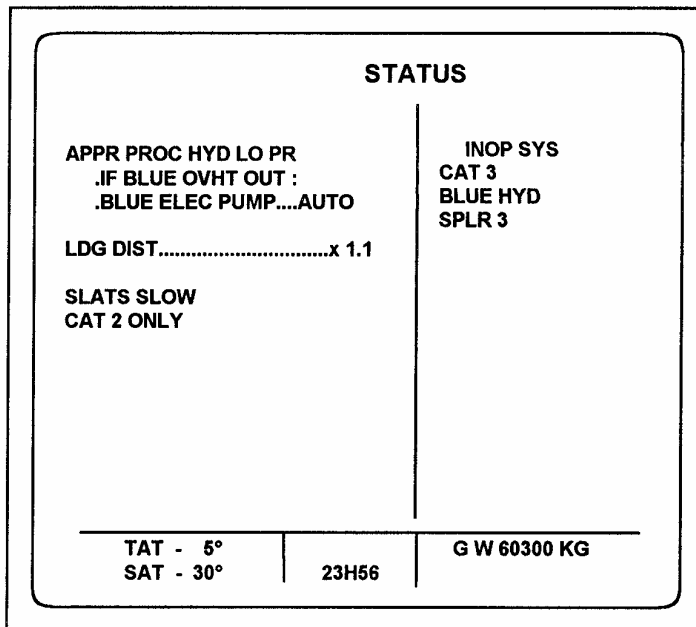 STATUS
APPR PROC HYD LO PR
.IF BLUE OVHT OUT :
.BLUE ELEC PUMP....AUTO
LDG DIST...............................x 1.1
SLATS SLOW
CAT 2 ONLY
INOP SYS
CAT 3
BLUE HYD
SPLR 3
TAT - 5°
SAT - 30°
23H56
G W 60300 KG